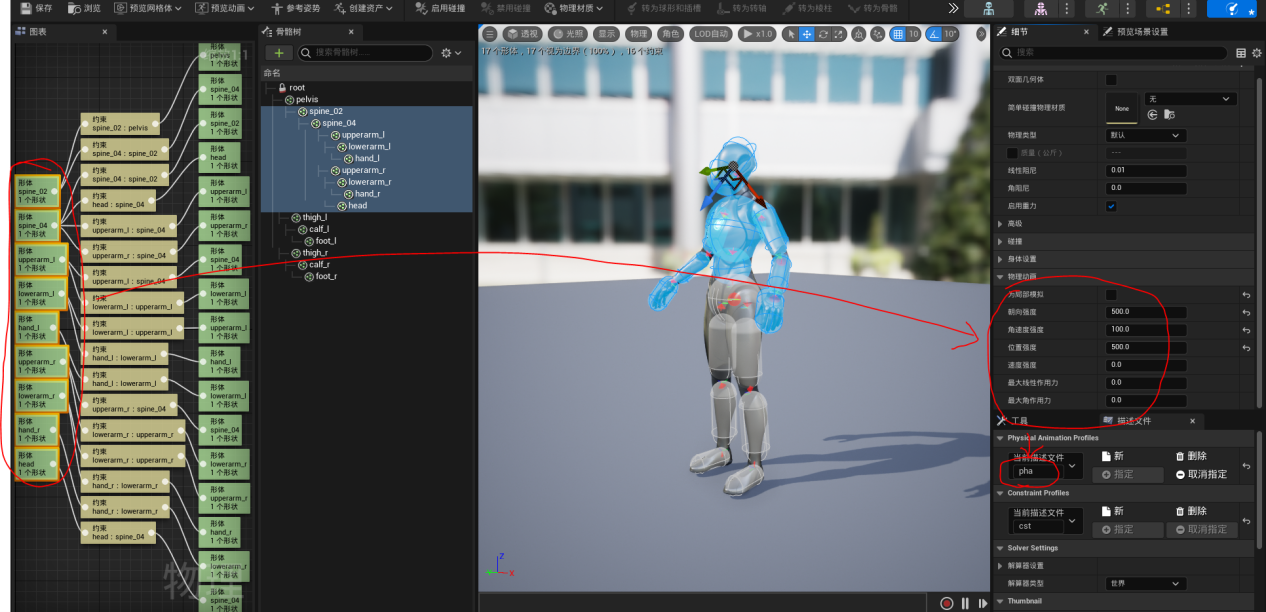 保存
浏览
预览网格体
预览动画
参考姿势
创建资产
启用碰撞
禁用碰撞
物理材质
转为球形和插槽
转为转轴
转为棱柱
转为骨骼
图表
形体
pelvis
1 个形状
形体
spine_04
1 个形状
形体
spine_02
1 个形状
形体
head
1 个形状
形体
upperarm_l
1 个形状
形体
upperarm_r
1 个形状
形体
spine_04
1 个形状
形体
lowerarm_l
1 个形状
形体
upperarm_l
1 个形状
形体
hand_l
1 个形状
形体
lowerarm_l
1 个形状
形体
spine_04
1 个形状
形体
lowerarm_r
1 个形状
形体
upperarm_r
1 个形状
形体
hand_r
1 个形状
形体
lowerarm_r
1 个形状
形体
spine_04
1 个形状
约束
spine_02 : pelvis
约束
spine_04 : spine_02
约束
spine_04 : spine_02
约束
head : spine_04
约束
upperarm_l : spine_04
约束
upperarm_r : spine_04
约束
upperarm_l : spine_04
约束
lowerarm_l : upperarm_l
约束
lowerarm_l : upperarm_l
约束
hand_l : lowerarm_l
约束
hand_l : lowerarm_l
约束
upperarm_r : spine_04
约束
lowerarm_r : upperarm_r
约束
lowerarm_r : upperarm_r
约束
hand_r : lowerarm_r
约束
hand_r : lowerarm_r
约束
head : spine_04
形体
spine_02
1 个形状
形体
spine_04
1 个形状
形体
upperarm_l
1 个形状
形体
lowerarm_l
1 个形状
形体
hand_l
1 个形状
形体
upperarm_r
1 个形状
形体
lowerarm_r
1 个形状
形体
hand_r
1 个形状
形体
head
1 个形状
骨骼树
搜索骨骼树……
命名
root
pelvis
spine_02
spine_04
upperarm_l
lowerarm_l
hand_l
upperarm_r
lowerarm_r
hand_r
head
thigh_l
calf_l
foot_l
thigh_r
calf_r
foot_r
透视
光照
显示
物理
角色
LOD自动
x1.0
10
10°
17 个形体，17 个视为边界（100%），16 个约束
Z
X
细节
预览场景设置
搜索
双面几何体
简单碰撞物理材质
None
无
物理类型
默认
质量（公斤）
---
线性阻尼
0.01
角阻尼
0.0
启用重力
高级
碰撞
身体设置
物理动画
为局部模拟
朝向强度
500.0
角速度强度
100.0
位置强度
500.0
速度强度
0.0
最大线性作用力
0.0
最大角作用力
0.0
工具
描述文件
Physical Animation Profiles
当前描述文件
pha
新
删除
指定
取消指定
Constraint Profiles
当前描述文件
cst
新
删除
指定
取消指定
Solver Settings
解算器设置
解算器类型
世界
Thumbnail